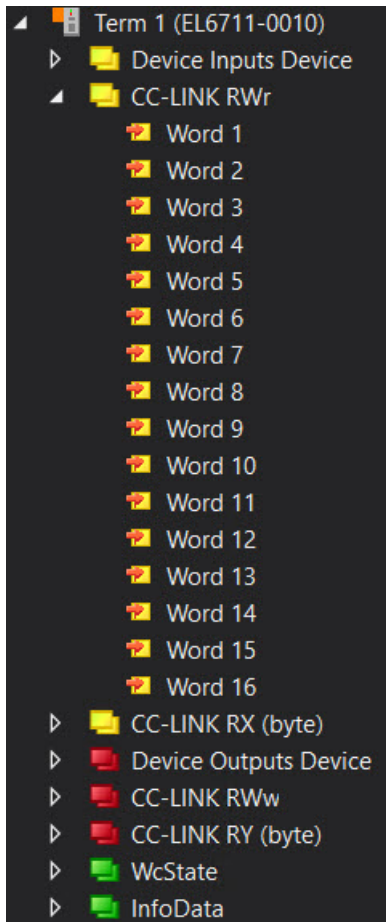 Term 1 (EL6711-0010)
Device Inputs Device
CC-LINK RWr
Word 1
Word 2
Word 3
Word 4
Word 5
Word 6
Word 7
Word 8
Word 9
Word 10
Word 11
Word 12
Word 13
Word 14
Word 15
Word 16
CC-LINK RX (byte)
Device Outputs Device
CC-LINK RWw
CC-LINK RY (byte)
WcState
InfoData